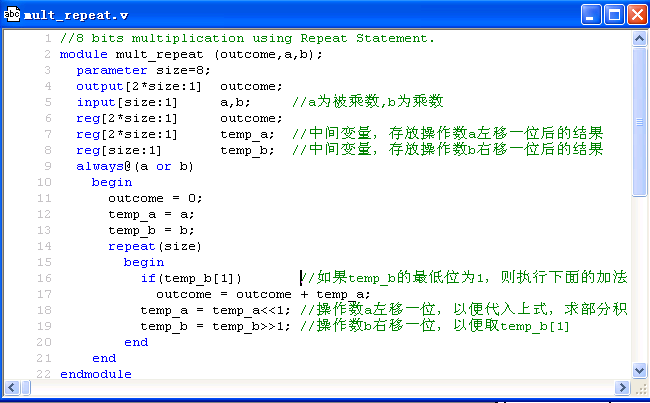 mult_repeat.v
1 //8 bits multiplication using Repeat Statement.
2 module mult_repeat (outcome,a,b);
3 parameter size=8;
4 output[2*size:1] outcome;
5 input[size:1] a,b; //a为被乘数,b为乘数
6 reg[2*size:1] outcome;
7 reg[2*size:1] temp_a; //中间变量，存放操作数a左移一位后的结果
8 reg[size:1] temp_b; //中间变量，存放操作数b右移一位后的结果
9 always@(a or b)
10 begin
11 outcome = 0;
12 temp_a = a;
13 temp_b = b;
14 repeat(size)
15 begin
16 if(temp_b[1]) //如果temp_b的最低位为1，则执行下面的加法
17 outcome = outcome + temp_a;
18 temp_a = temp_a<<1; //操作数a左移一位，以便代入上式，求部分积
19 temp_b = temp_b>>1; //操作数b右移一位，以便取temp_b[1]
20 end
21 end
22 endmodule